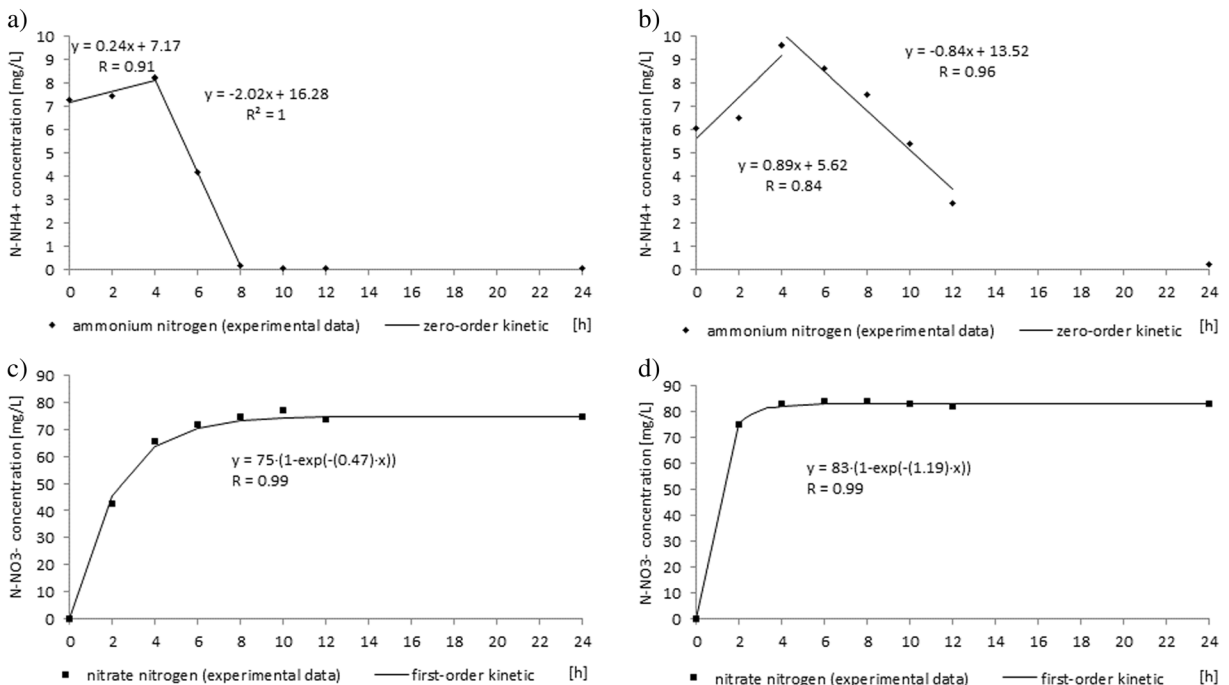 a)
N-NH4+ concentration [mg/L]
10
9
8
7
6
5
4
3
2
1
0
y = 0.24x + 7.17
R = 0.91
y = -2.02x + 16.28
R² = 1
0 2 4 6 8 10 12 14 16 18 20 22 24
ammonium nitrogen (experimental data) zero-order kinetic [h]
b)
N-NH4+ concentration [mg/L]
10
9
8
7
6
5
4
3
2
1
0
y = -0.84x + 13.52
R = 0.96
y = 0.89x + 5.62
R = 0.84
0 2 4 6 8 10 12 14 16 18 20 22 24
ammonium nitrogen (experimental data) zero-order kinetic [h]
c)
N-NO3- concentration [mg/L]
90
80
70
60
50
40
30
20
10
0
y = 75·(1-exp(-(0.47)·x))
R = 0.99
0 2 4 6 8 10 12 14 16 18 20 22 24
nitrate nitrogen (experimental data) first-order kinetic [h]
d)
N-NO3- concentration [mg/L]
90
80
70
60
50
40
30
20
10
0
y = 83·(1-exp(-(1.19)·x))
R = 0.99
0 2 4 6 8 10 12 14 16 18 20 22 24
nitrate nitrogen (experimental data) first-order kinetic [h]